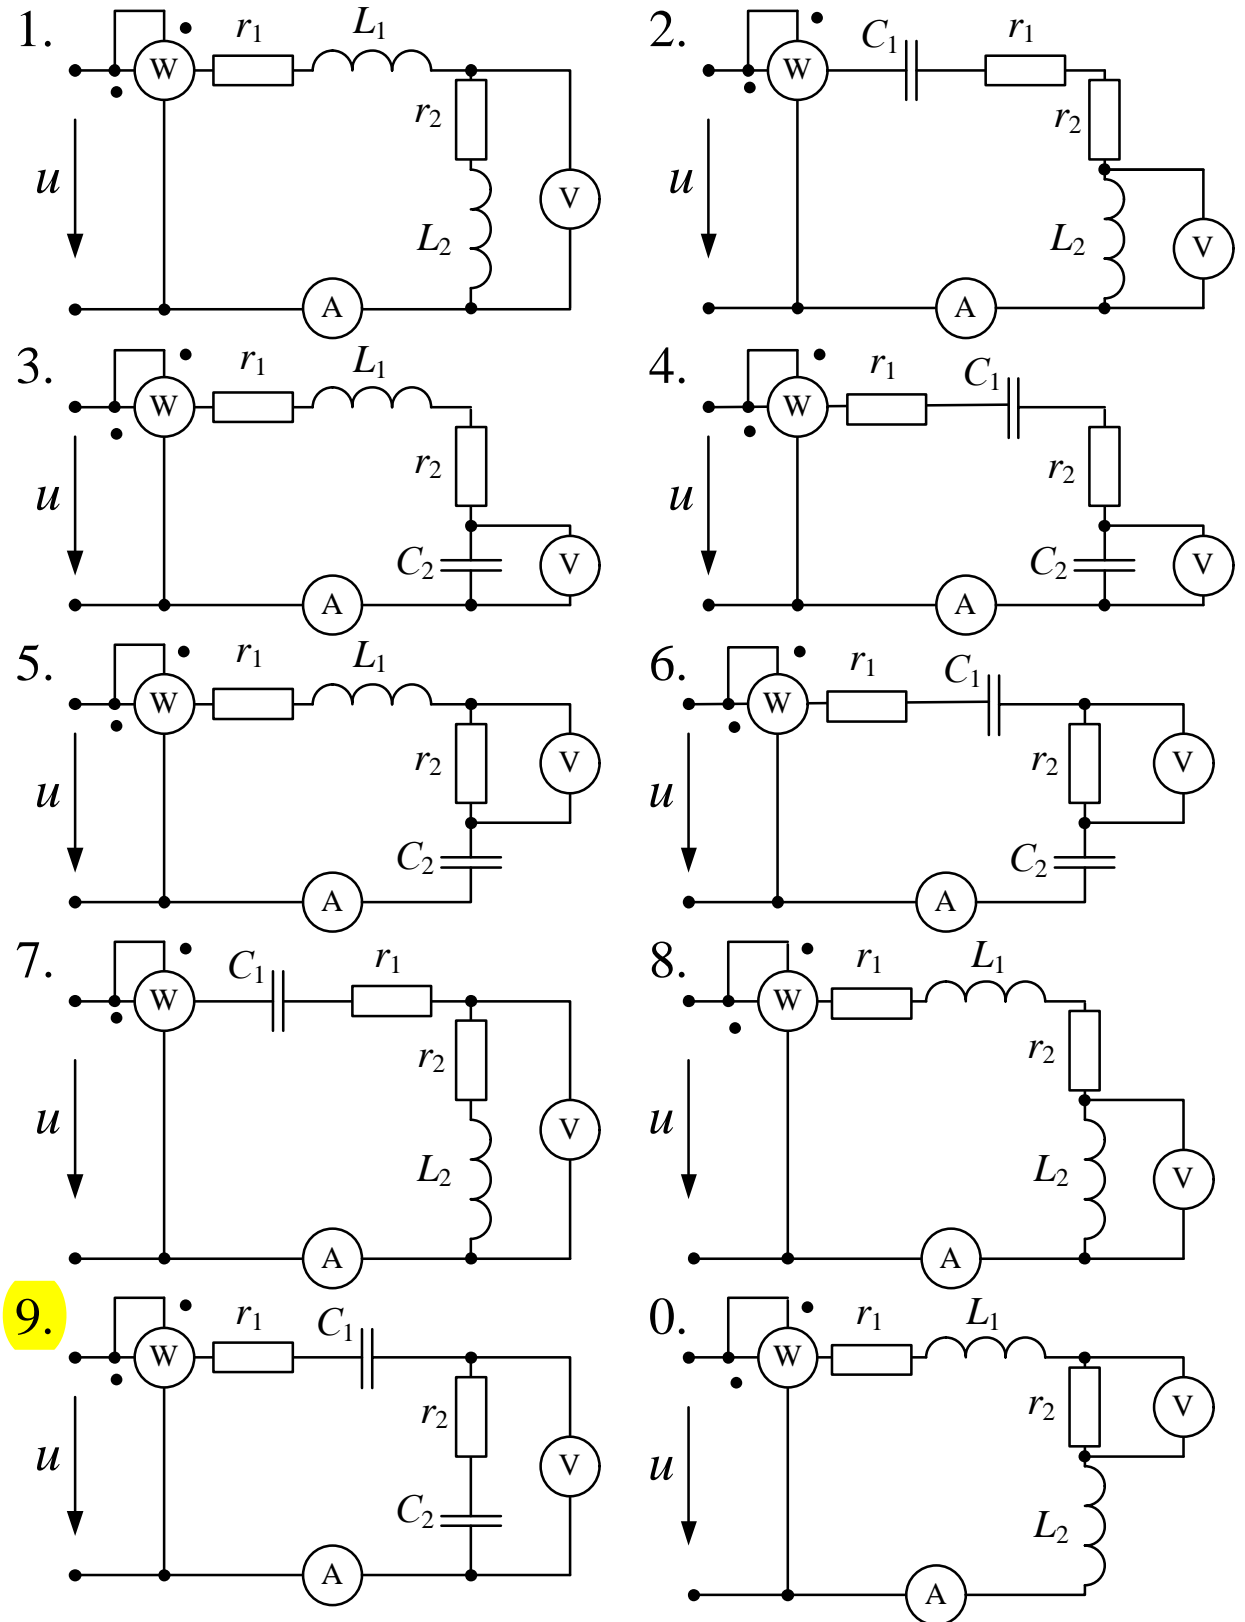 1. W r1 L1 r2 L2 V A u
2. W C1 r1 r2 L2 V A u
3. W r1 L1 r2 C2 V A u
4. W r1 C1 r2 C2 V A u
5. W r1 L1 r2 C2 V A u
6. W r1 C1 r2 C2 V A u
7. W C1 r1 r2 L2 V A u
8. W r1 L1 r2 L2 V A u
9. W r1 C1 r2 C2 V A u
0. W r1 L1 r2 L2 V A u